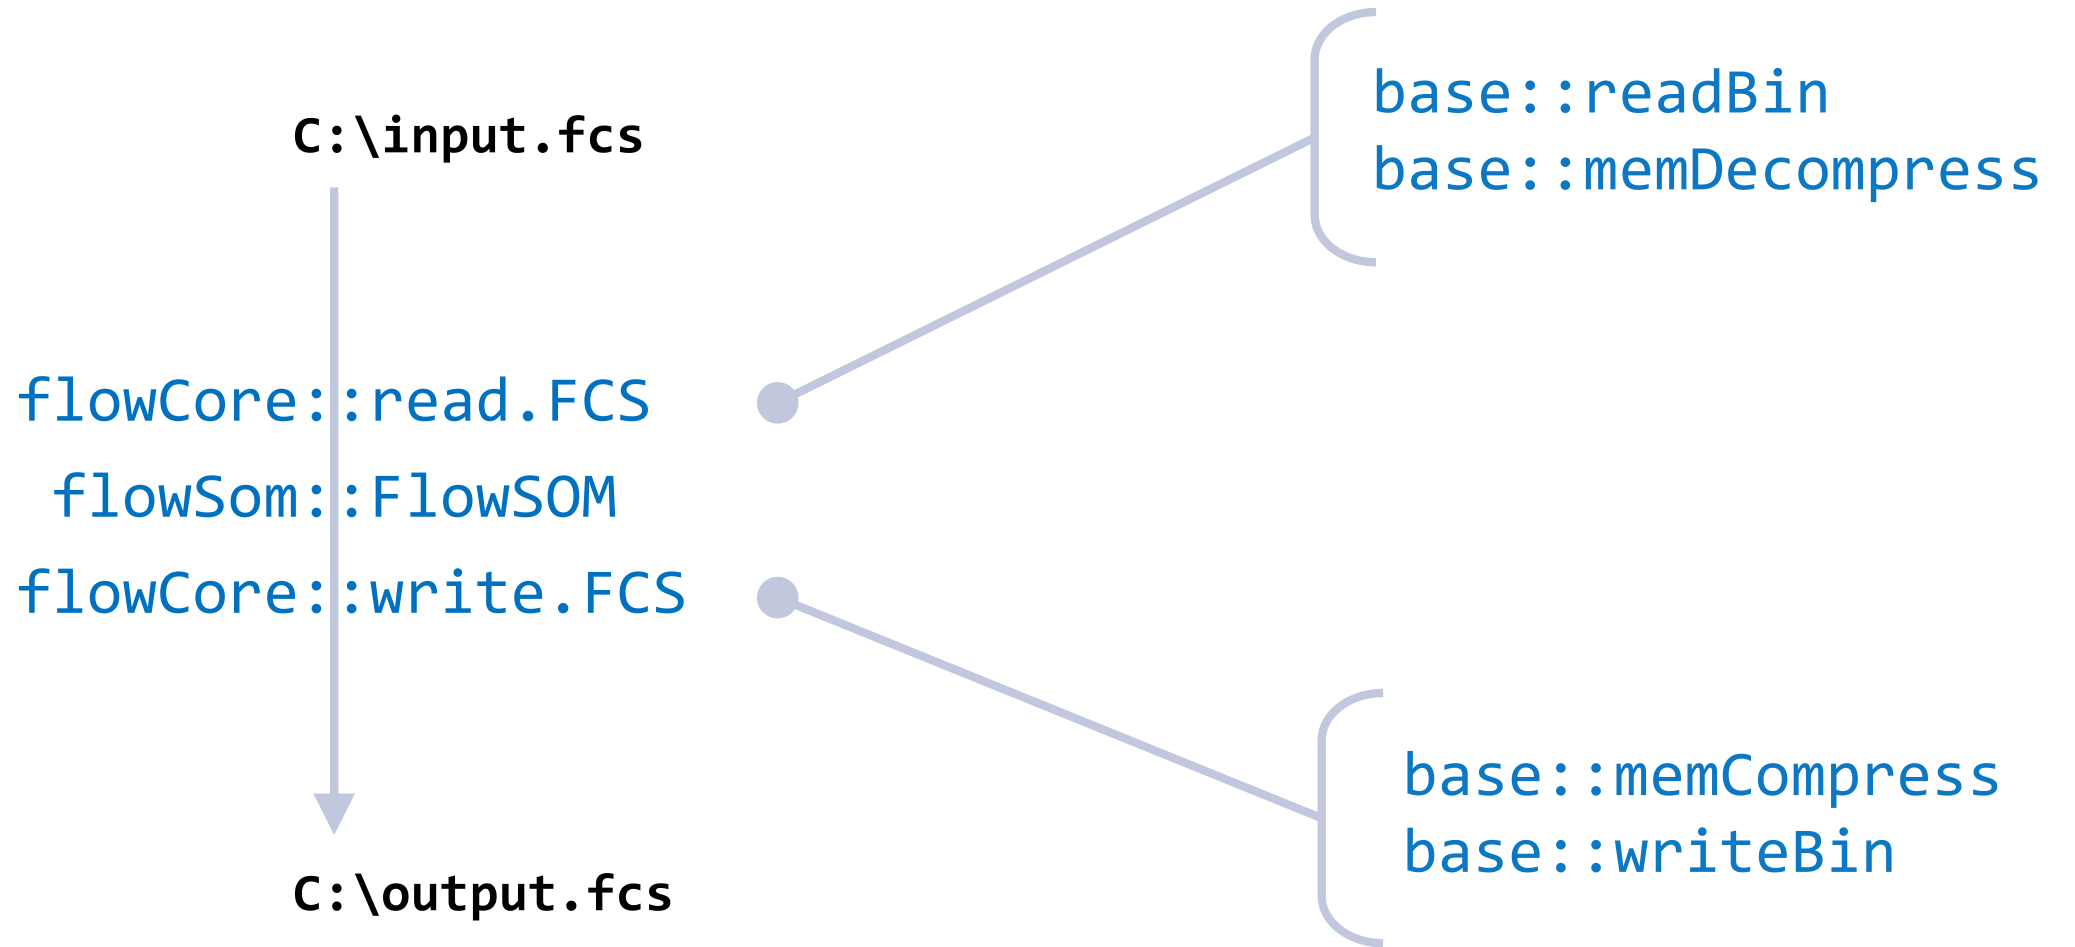 C:\input.fcs
flowCore::read.FCS
flowSom::FlowSOM
flowCore::write.FCS
C:\output.fcs
base::readBin
base::memDecompress
base::memCompress
base::writeBin